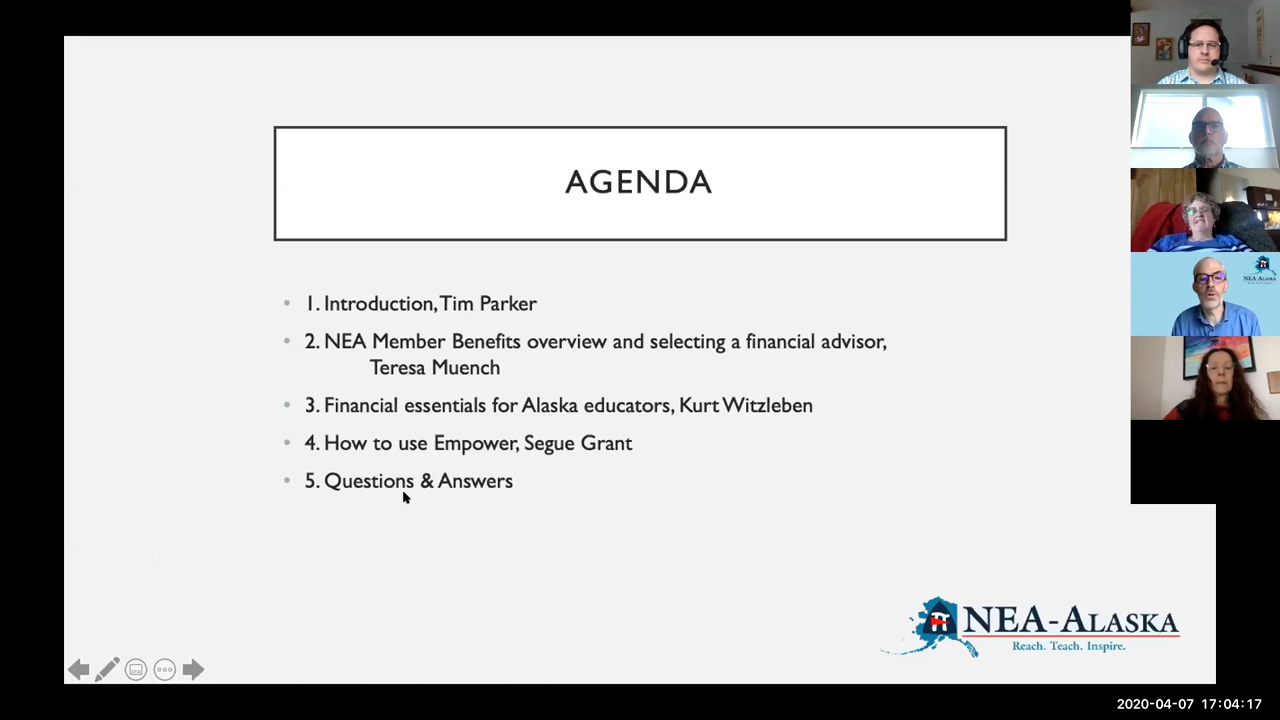 AGENDA
1. Introduction, Tim Parker
2. NEA Member Benefits overview and selecting a financial advisor,
Teresa Muench
3. Financial essentials for Alaska educators, Kurt Witzleben
4. How to use Empower, Segue Grant
5. Questions & Answers
NEA-Alaska
NEA-ALASKA
Reach. Teach. Inspire.
2020-04-07 17:04:17